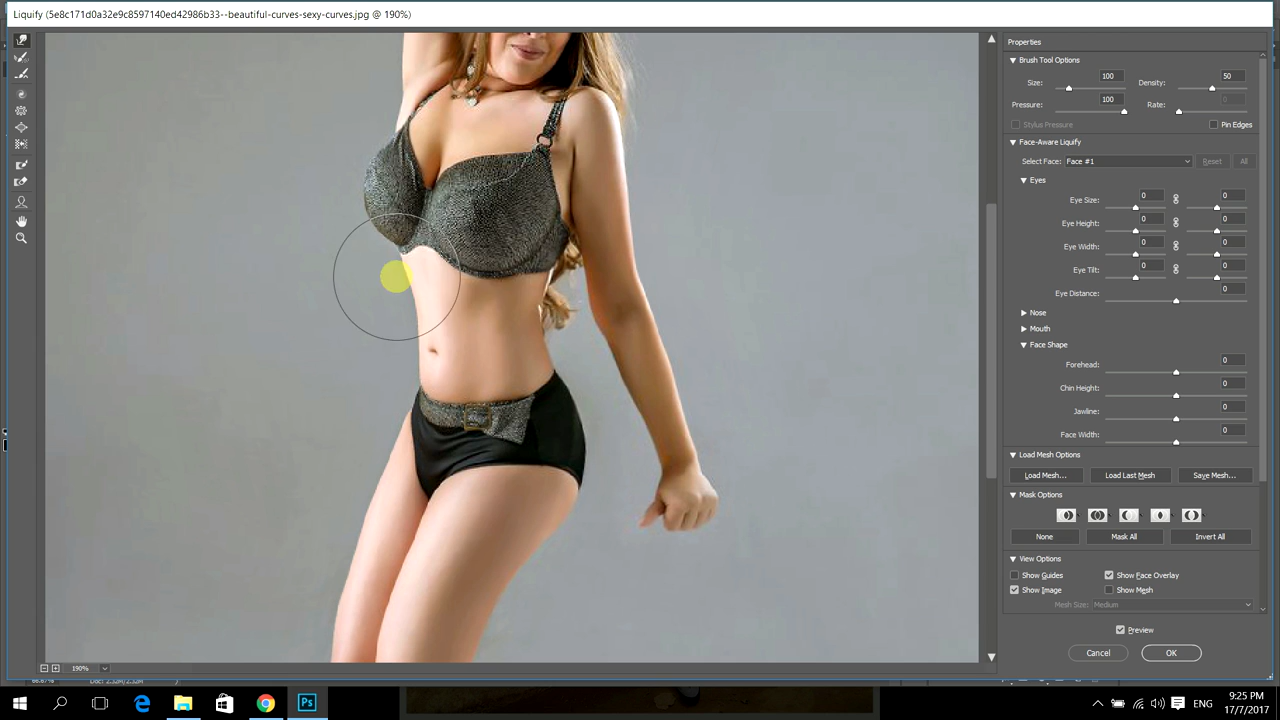 Liquify (5e8c171d0a32e9c8597140ed42986b33--beautiful-curves-sexy-curves.jpg @ 190%)
Properties
Brush Tool Options
Size: 100 Density: 50
Pressure: 100 Rate: 0
Stylus Pressure Pin Edges
Face-Aware Liquify
Select Face: Face #1 Reset All
Eyes
Eye Size: 0 0
Eye Height: 0 0
Eye Width: 0 0
Eye Tilt: 0 0
Eye Distance: 0
Nose
Mouth
Face Shape
Forehead: 0
Chin Height: 0
Jawline: 0
Face Width: 0
Load Mesh Options
Load Mesh... Load Last Mesh Save Mesh...
Mask Options
None Mask All Invert All
View Options
Show Guides Show Face Overlay
Show Image Show Mesh
Mesh Size: Medium
Preview
Cancel OK
190%
Ps
ENG
9:25 PM
17/7/2017